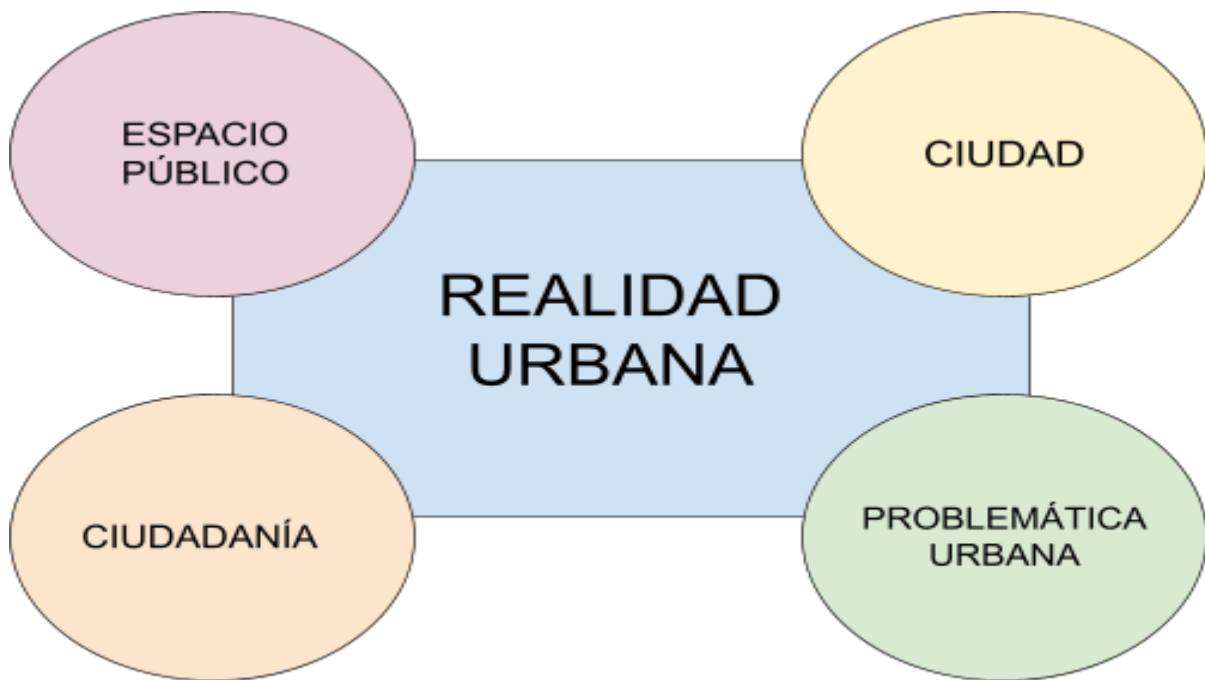 ESPACIO
PÚBLICO
CIUDAD
REALIDAD
URBANA
CIUDADANÍA
PROBLEMÁTICA
URBANA